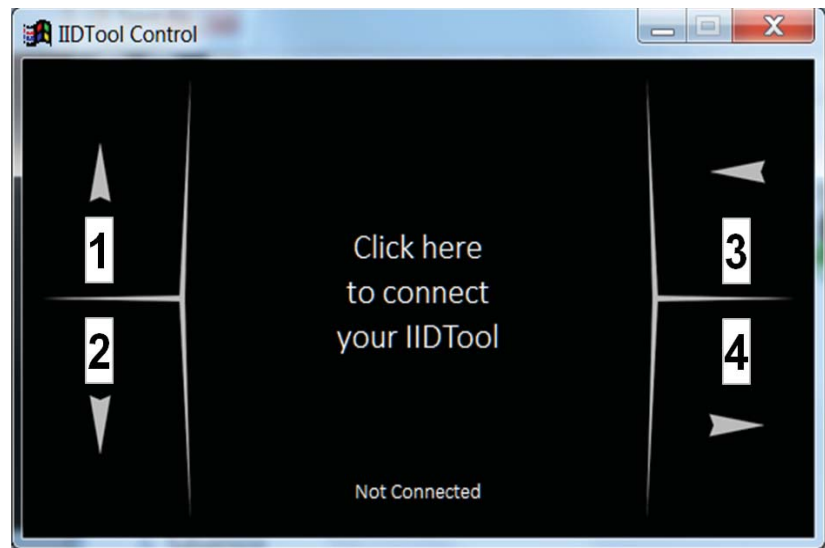 IIDTool Control
1
3
Click here
to connect
your IIDTool
2
4
Not Connected